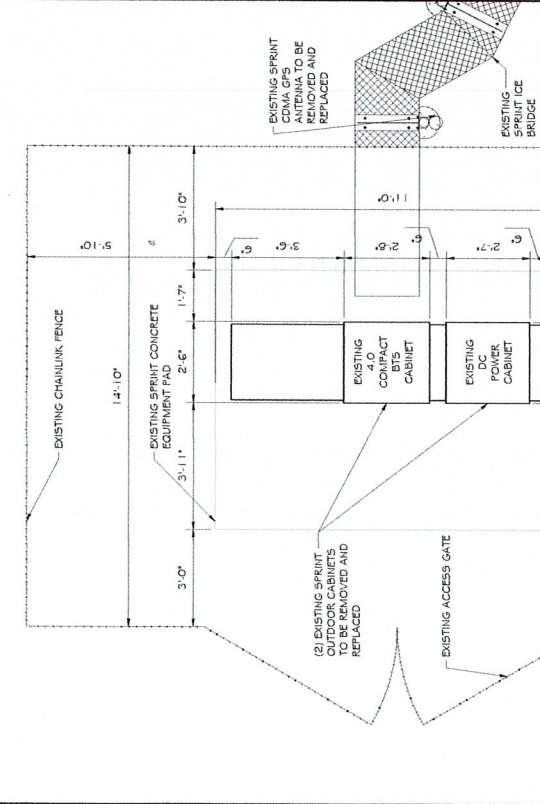 EXISTING SPRINT
CDMA GPS
ANTENNA TO BE
REMOVED AND
REPLACED
EXISTING
SPRINT ICE
BRIDGE
EXISTING CHAINLINK FENCE
14'-10"
5'-10"
3'-10"
11'-0"
EXISTING SPRINT CONCRETE
EQUIPMENT PAD
1'-7"
2'-6"
3'-11"
3'-0"
6"
3'-6"
2'-8"
6"
2'-7"
6"
EXISTING
4.0
COMPACT
BTS
CABINET
EXISTING
DC
POWER
CABINET
(2) EXISTING SPRINT
OUTDOOR CABINETS
TO BE REMOVED AND
REPLACED
EXISTING ACCESS GATE